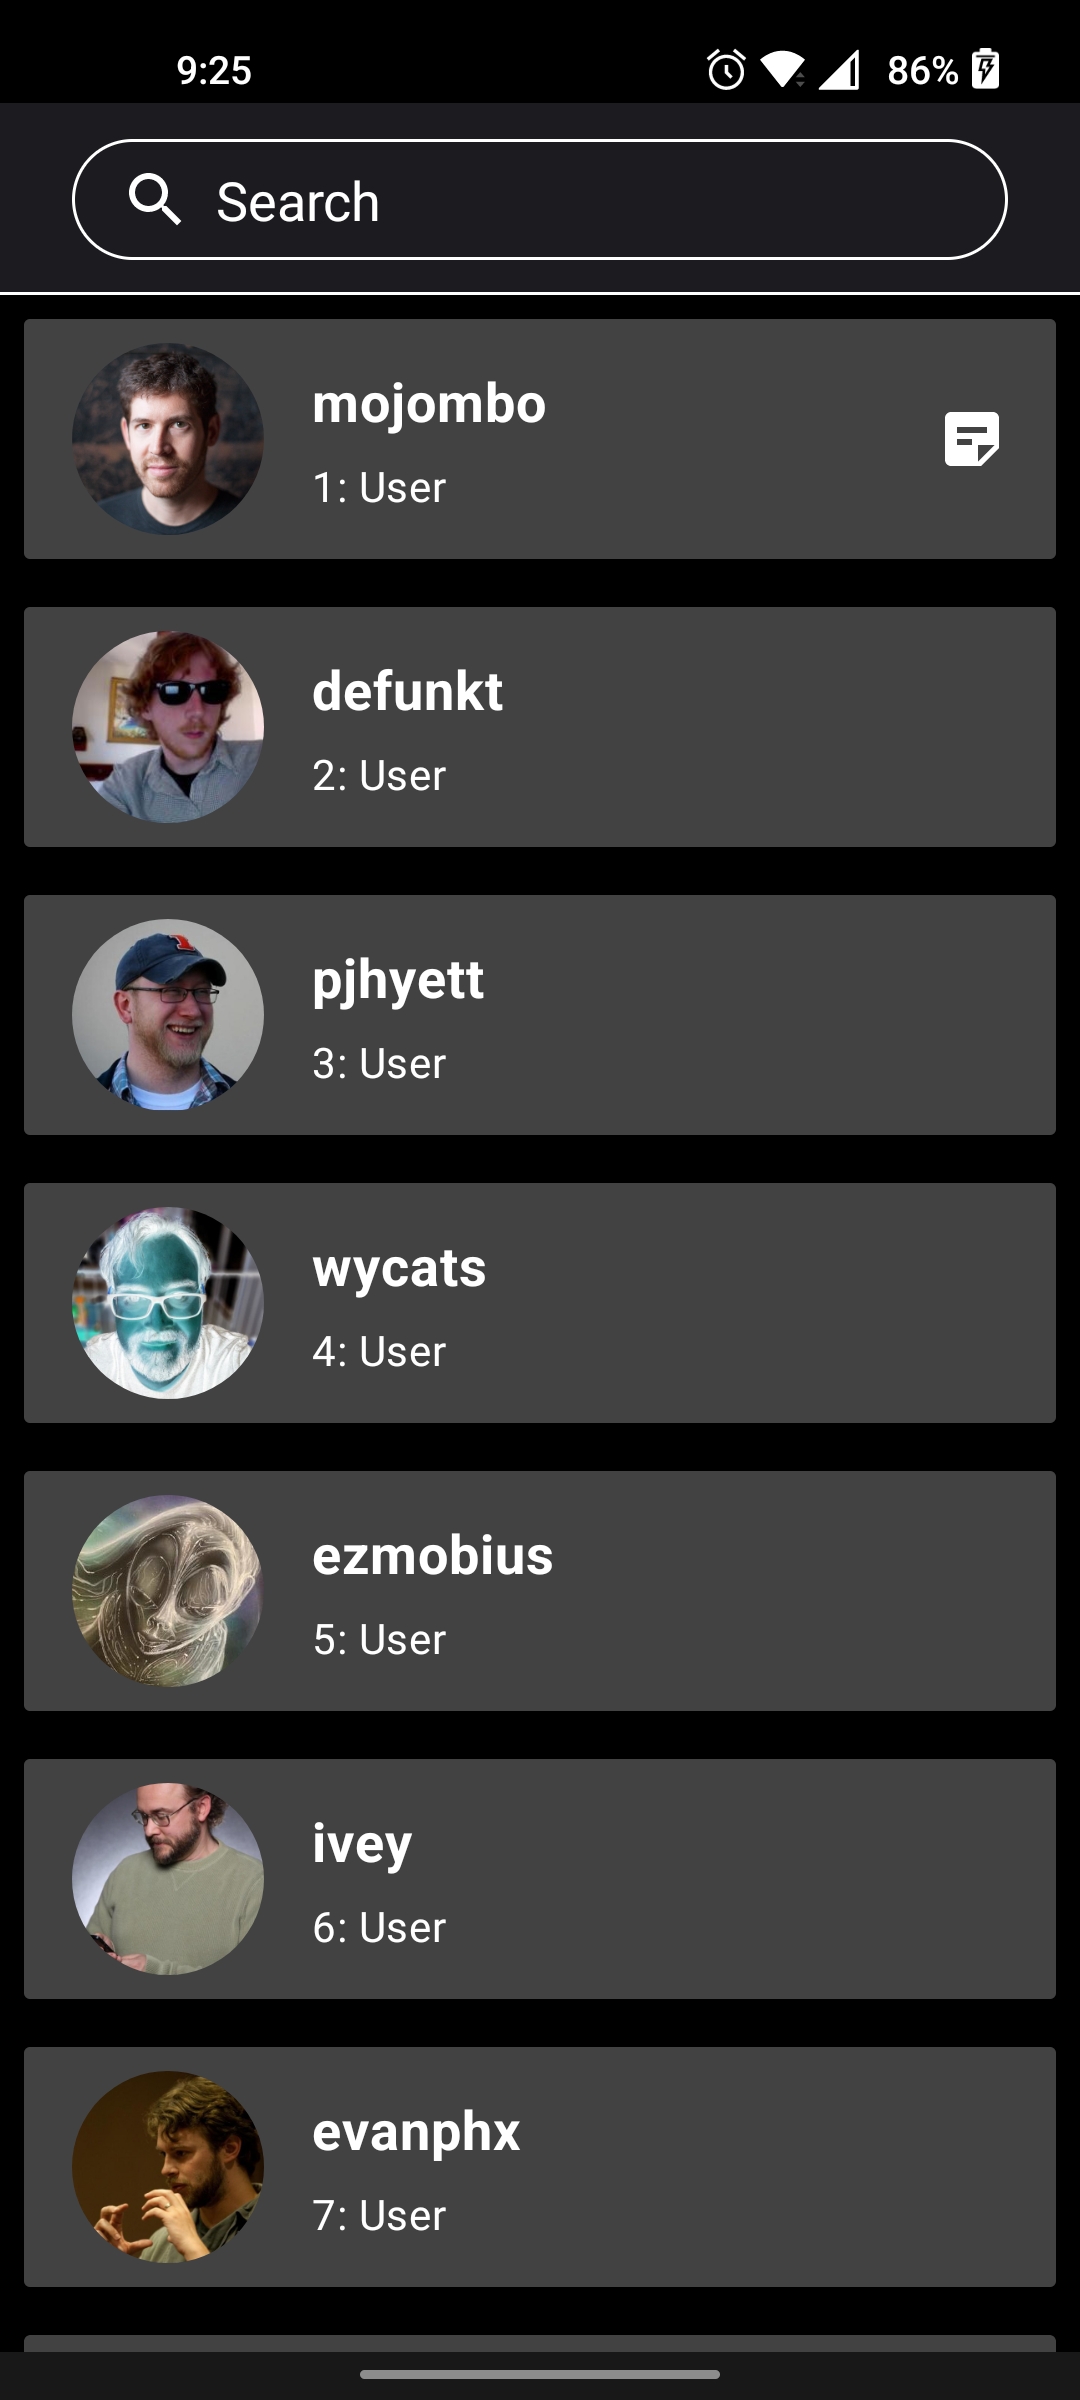 9:25
86%
Search
mojombo
1: User
defunkt
2: User
pjhyett
3: User
wycats
4: User
ezmobius
5: User
ivey
6: User
evanphx
7: User